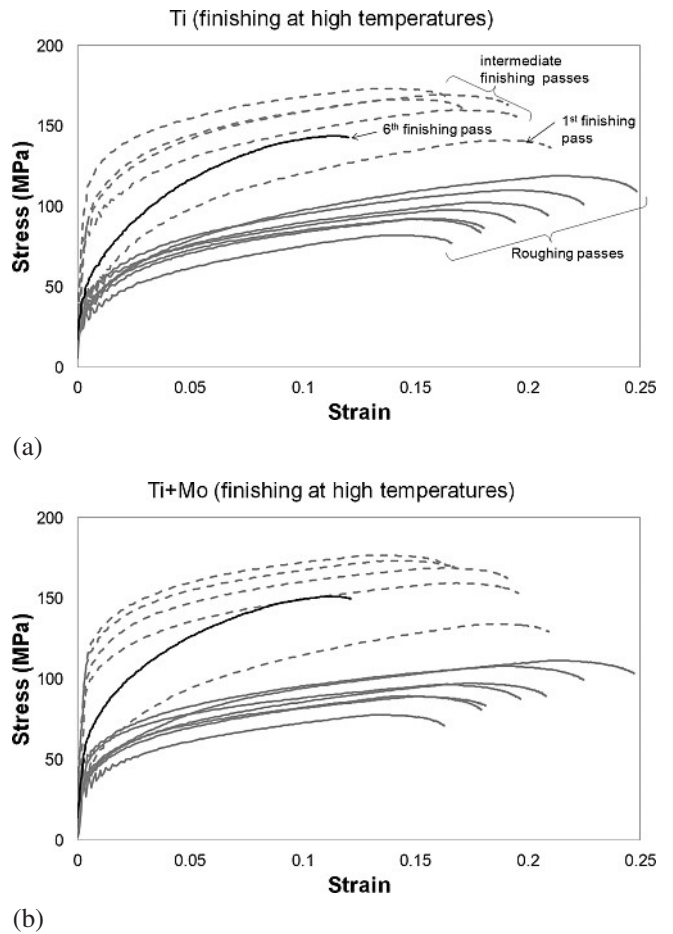 Ti (finishing at high temperatures)
200
150
100
50
0
Stress (MPa)
intermediate
finishing passes
6th finishing pass
1st finishing
pass
Roughing passes
0
0.05
0.1
0.15
0.2
0.25
Strain
(a)
Ti+Mo (finishing at high temperatures)
200
150
100
50
0
Stress (MPa)
0
0.05
0.1
0.15
0.2
0.25
Strain
(b)